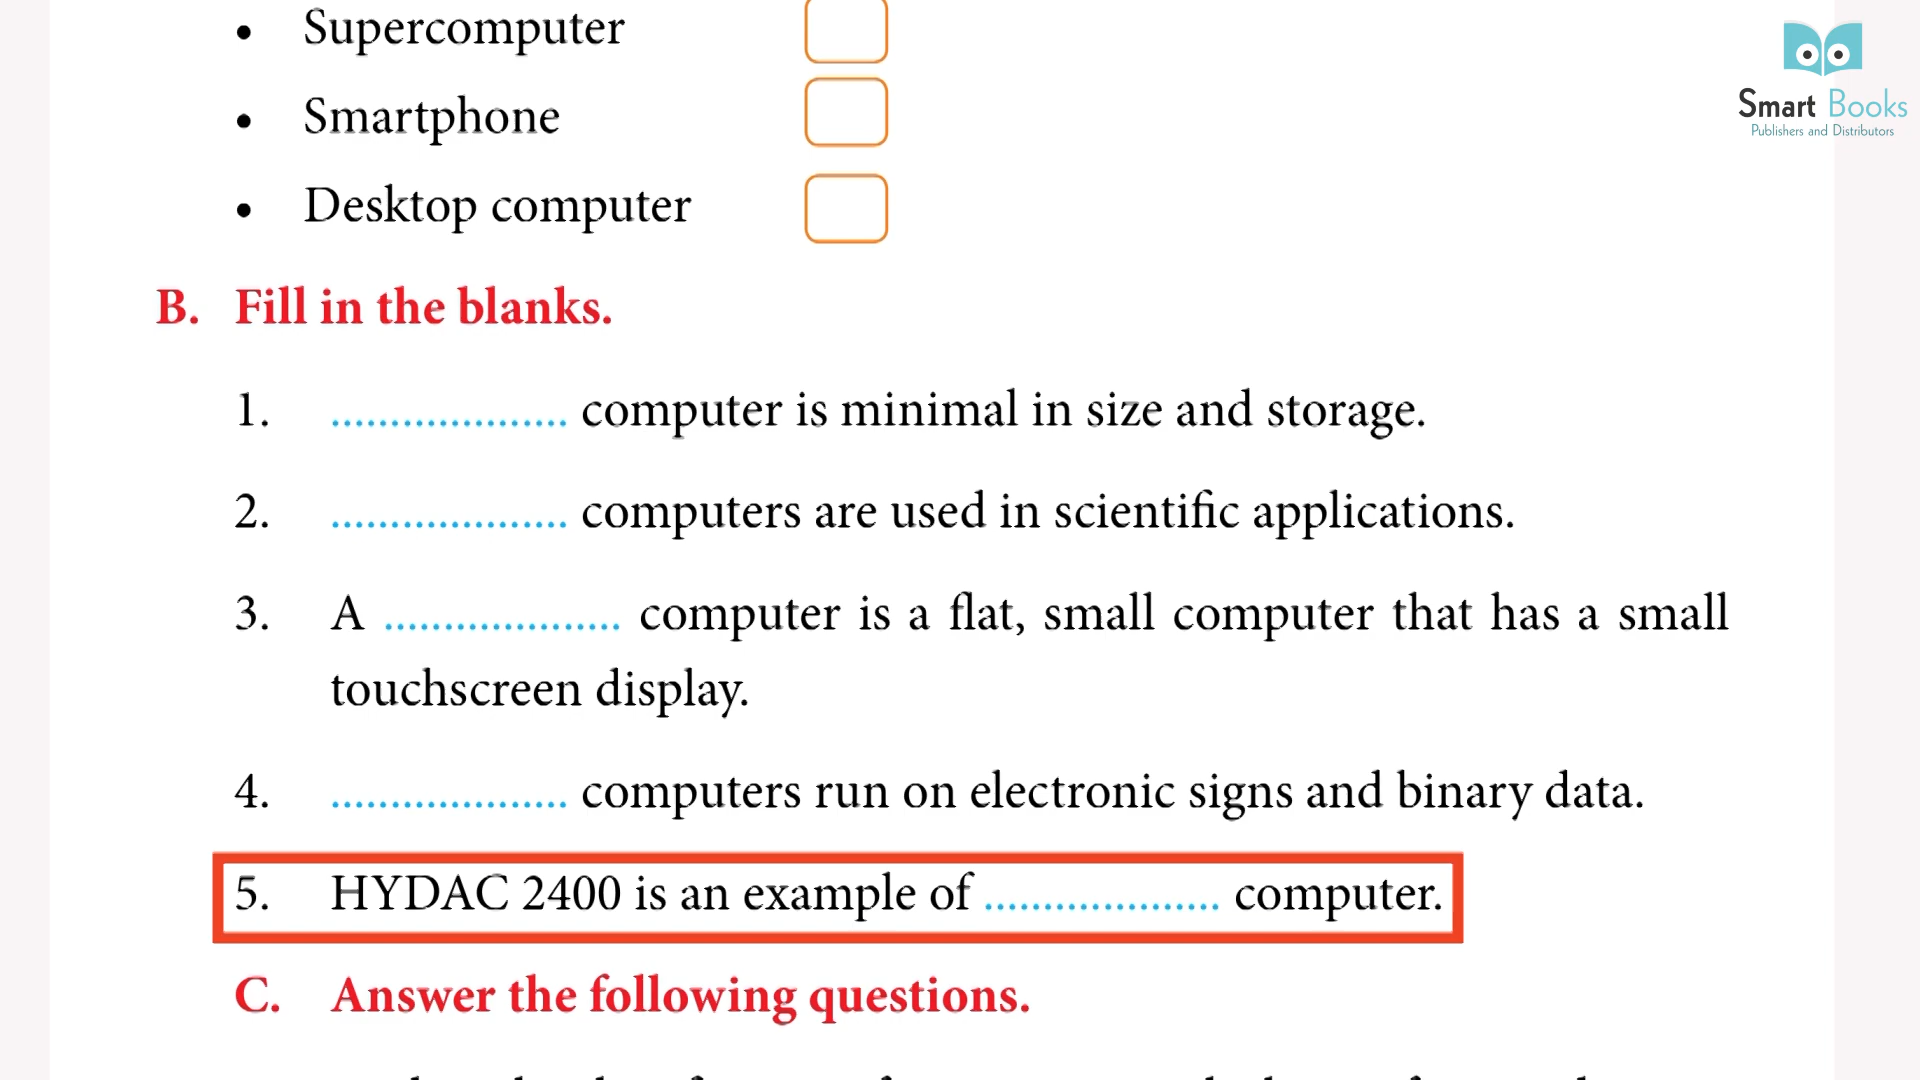 • Supercomputer
• Smartphone
• Desktop computer
Smart Books
Publishers and Distributors
B. Fill in the blanks.
1. .................... computer is minimal in size and storage.
2. .................... computers are used in scientific applications.
3. A .................... computer is a flat, small computer that has a small
touchscreen display.
4. .................... computers run on electronic signs and binary data.
5. HYDAC 2400 is an example of .................... computer.
C. Answer the following questions.